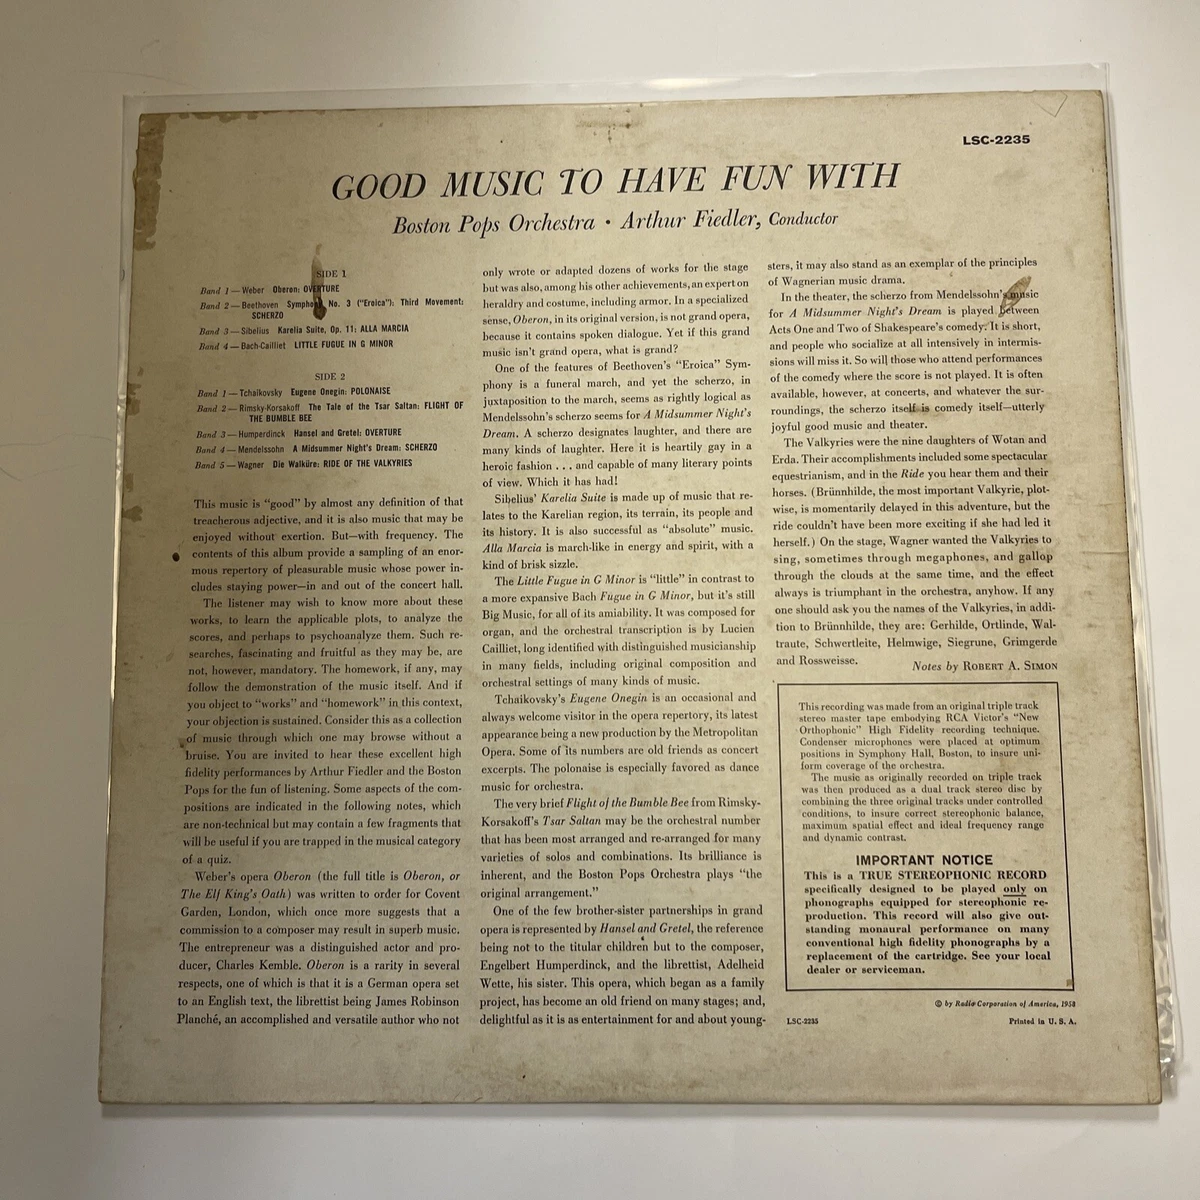 LSC-2235
GOOD MUSIC TO HAVE FUN WITH
Boston Pops Orchestra • Arthur Fiedler, Conductor
SIDE 1
Band 1 — Weber Oberon: OVERTURE
Band 2 — Beethoven Symphony No. 3 ("Eroica"): Third Movement:
SCHERZO
Band 3 — Sibelius Karelia Suite, Op. 11: ALLA MARCIA
Band 4 — Bach-Cailliet LITTLE FUGUE IN G MINOR
SIDE 2
Band 1 — Tchaikovsky Eugene Onegin: POLONAISE
Band 2 — Rimsky-Korsakoff The Tale of the Tsar Saltan: FLIGHT OF
THE BUMBLE BEE
Band 3 — Humperdinck Hansel and Gretel: OVERTURE
Band 4 — Mendelssohn A Midsummer Night's Dream: SCHERZO
Band 5 — Wagner Die Walküre: RIDE OF THE VALKYRIES
This music is "good" by almost any definition of that
treacherous adjective, and it is also music that may be
enjoyed without exertion. But—with frequency. The
contents of this album provide a sampling of an enor-
mous repertory of pleasurable music whose power in-
cludes staying power—in and out of the concert hall.
The listener may wish to know more about these
works, to learn the applicable plots, to analyze the
scores, and perhaps to psychoanalyze them. Such re-
searches, fascinating and fruitful as they may be, are
not, however, mandatory. The homework, if any, may
follow the demonstration of the music itself. And if
you object to "works" and "homework" in this context,
your objection is sustained. Consider this as a collection
of music through which one may browse without a
bruise. You are invited to hear these excellent high
fidelity performances by Arthur Fiedler and the Boston
Pops for the fun of listening. Some aspects of the com-
positions are indicated in the following notes, which
are non-technical but may contain a few fragments that
will be useful if you are trapped in the musical category
of a quiz.
Weber's opera Oberon (the full title is Oberon, or
The Elf King's Oath) was written to order for Covent
Garden, London, which once more suggests that a
commission to a composer may result in superb music.
The entrepreneur was a distinguished actor and pro-
ducer, Charles Kemble. Oberon is a rarity in several
respects, one of which is that it is a German opera set
to an English text, the librettist being James Robinson
Planché, an accomplished and versatile author who not
only wrote or adapted dozens of works for the stage
but was also, among his other achievements, an expert on
heraldry and costume, including armor. In a specialized
sense, Oberon, in its original version, is not grand opera,
because it contains spoken dialogue. Yet if this grand
music isn't grand opera, what is grand?
One of the features of Beethoven's "Eroica" Sym-
phony is a funeral march, and yet the scherzo, in
juxtaposition to the march, seems as rightly logical as
Mendelssohn's scherzo seems for A Midsummer Night's
Dream. A scherzo designates laughter, and there are
many kinds of laughter. Here it is heartily gay in a
heroic fashion . . . and capable of many literary points
of view. Which it has had!
Sibelius' Karelia Suite is made up of music that re-
lates to the Karelian region, its terrain, its people and
its history. It is also successful as "absolute" music.
Alla Marcia is march-like in energy and spirit, with a
kind of brisk sizzle.
The Little Fugue in G Minor is "little" in contrast to
a more expansive Bach Fugue in G Minor, but it's still
Big Music, for all of its amiability. It was composed for
organ, and the orchestral transcription is by Lucien
Cailliet, long identified with distinguished musicianship
in many fields, including original composition and
orchestral settings of many kinds of music.
Tchaikovsky's Eugene Onegin is an occasional and
always welcome visitor in the opera repertory, its latest
appearance being a new production by the Metropolitan
Opera. Some of its numbers are old friends as concert
excerpts. The polonaise is especially favored as dance
music for orchestra.
The very brief Flight of the Bumble Bee from Rimsky-
Korsakoff's Tsar Saltan may be the orchestral number
that has been most arranged and re-arranged for many
varieties of solos and combinations. Its brilliance is
inherent, and the Boston Pops Orchestra plays "the
original arrangement."
One of the few brother-sister partnerships in grand
opera is represented by Hansel and Gretel, the reference
being not to the titular children but to the composer,
Engelbert Humperdinck, and the librettist, Adelheid
Wette, his sister. This opera, which began as a family
project, has become an old friend on many stages; and,
delightful as it is as entertainment for and about young-
sters, it may also stand as an exemplar of the principles
of Wagnerian music drama.
In the theater, the scherzo from Mendelssohn's music
for A Midsummer Night's Dream is played between
Acts One and Two of Shakespeare's comedy. It is short,
and people who socialize at all intensively in intermis-
sions will miss it. So will those who attend performances
of the comedy where the score is not played. It is often
available, however, at concerts, and whatever the sur-
roundings, the scherzo itself is comedy itself—utterly
joyful good music and theater.
The Valkyries were the nine daughters of Wotan and
Erda. Their accomplishments included some spectacular
equestrianism, and in the Ride you hear them and their
horses. (Brünnhilde, the most important Valkyrie, plot-
wise, is momentarily delayed in this adventure, but the
ride couldn't have been more exciting if she had led it
herself.) On the stage, Wagner wanted the Valkyries to
sing, sometimes through megaphones, and gallop
through the clouds at the same time, and the effect
always is triumphant in the orchestra, anyhow. If any
one should ask you the names of the Valkyries, in addi-
tion to Brünnhilde, they are: Gerhilde, Ortlinde, Wal-
traute, Schwertleite, Helmwige, Siegrune, Grimgerde
and Rossweisse.
Notes by ROBERT A. SIMON
This recording was made from an original triple track
stereo master tape embodying RCA Victor's "New
Orthophonic" High Fidelity recording technique.
Condenser microphones were placed at optimum
positions in Symphony Hall, Boston, to insure uni-
form coverage of the orchestra.
The music as originally recorded on triple track
was then produced as a dual track stereo disc by
combining the three original tracks under controlled
conditions, to insure correct stereophonic balance,
maximum spatial effect and ideal frequency range
and dynamic contrast.
IMPORTANT NOTICE
This is a TRUE STEREOPHONIC RECORD
specifically designed to be played only on
phonographs equipped for stereophonic re-
production. This record will also give out-
standing monaural performance on many
conventional high fidelity phonographs by a
replacement of the cartridge. See your local
dealer or serviceman.
© by Radio Corporation of America, 1958
LSC-2235
Printed in U. S. A.